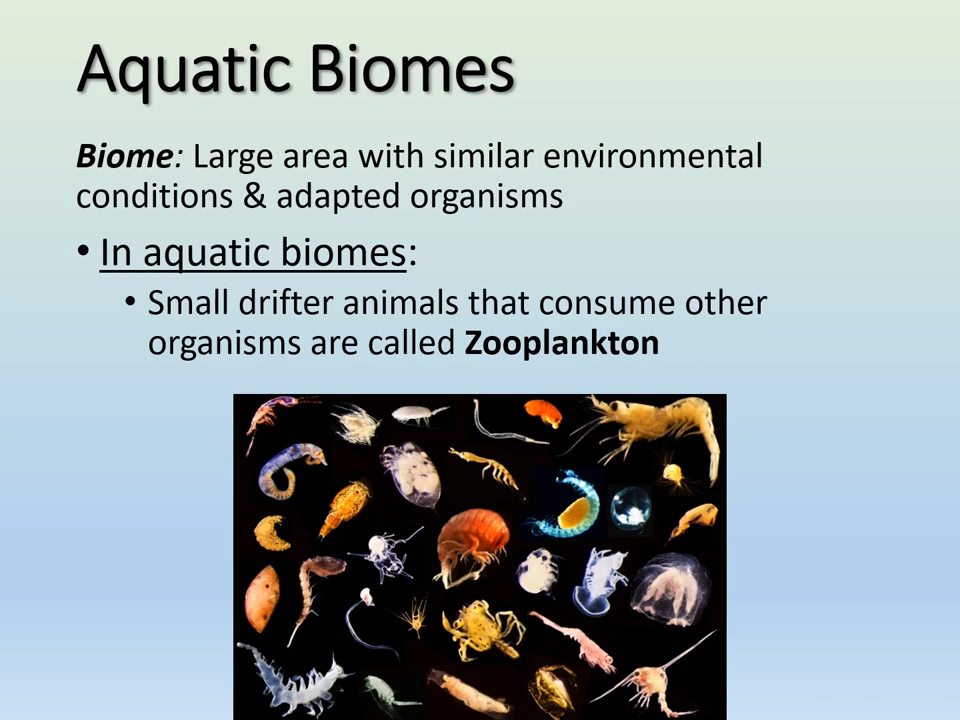 Aquatic Biomes
Biome: Large area with similar environmental
conditions & adapted organisms
• In aquatic biomes:
• Small drifter animals that consume other
organisms are called Zooplankton